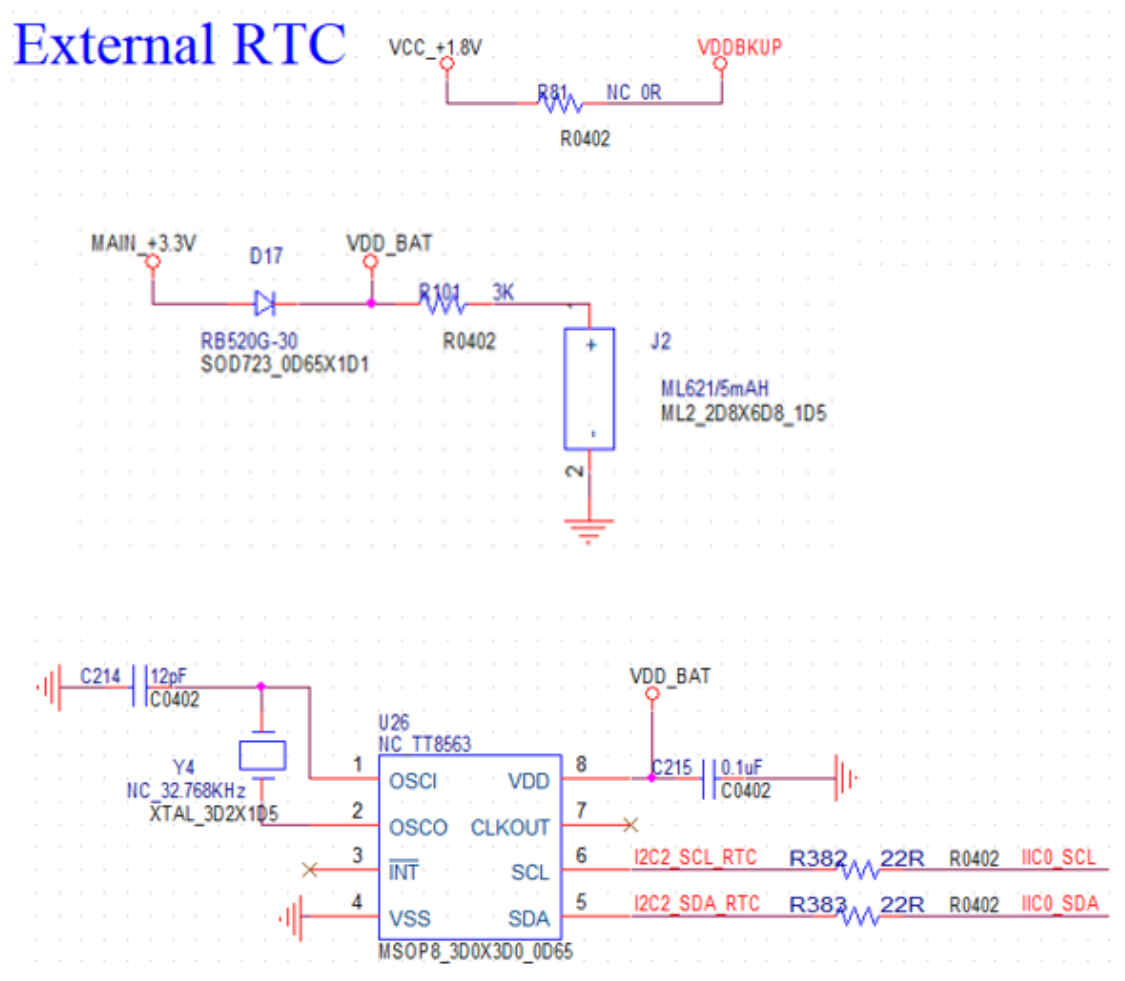 External RTC
VCC_+1.8V
VDDBKUP
R81
NC_0R
R0402
MAIN_+3.3V
D17
VDD_BAT
R101
3K
RB520G-30
SOD723_0D65X1D1
R0402
J2
+
ML621/5mAH
ML2_2D8X6D8_1D5
-
2
C214
12pF
C0402
VDD_BAT
U26
NC_TT8563
Y4
NC_32.768KHz
XTAL_3D2X1D5
1
OSCI
VDD
8
C215
0.1uF
C0402
2
OSCO
CLKOUT
7
3
INT
SCL
6
I2C2_SCL_RTC
R382
22R
R0402
IIC0_SCL
4
VSS
SDA
5
I2C2_SDA_RTC
R383
22R
R0402
IIC0_SDA
MSOP8_3D0X3D0_0D65